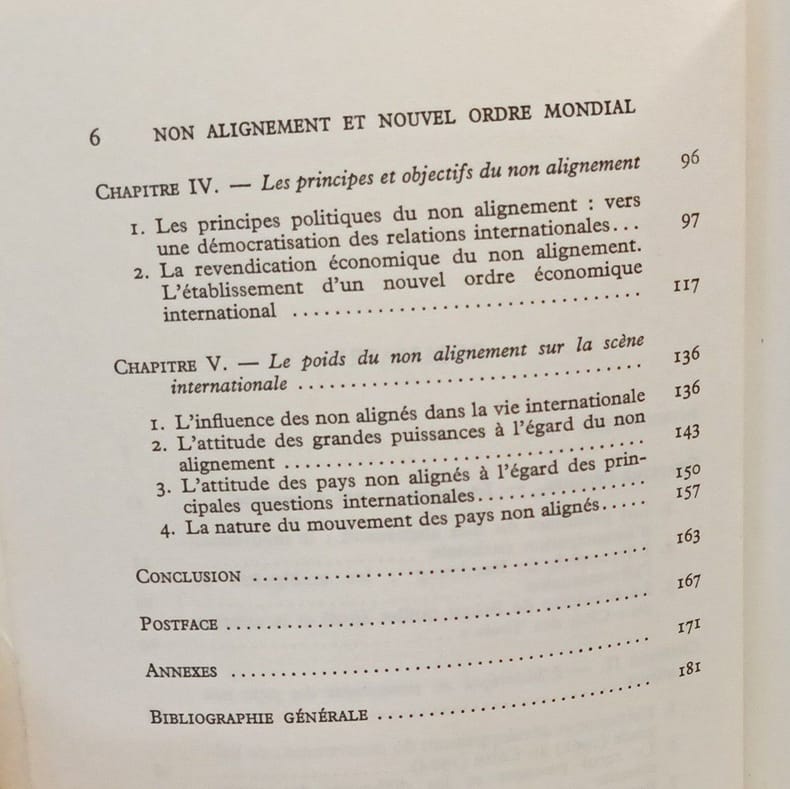 6 NON ALIGNEMENT ET NOUVEL ORDRE MONDIAL
CHAPITRE IV. — Les principes et objectifs du non alignement 96
1. Les principes politiques du non alignement : vers
une démocratisation des relations internationales... 97
2. La revendication économique du non alignement.
L'établissement d'un nouvel ordre économique
international ........................................ 117
CHAPITRE V. — Le poids du non alignement sur la scène
internationale ........................................ 136
1. L'influence des non alignés dans la vie internationale 136
2. L'attitude des grandes puissances à l'égard du non
alignement ........................................ 143
3. L'attitude des pays non alignés à l'égard des prin-
cipales questions internationales.................... 150
4. La nature du mouvement des pays non alignés..... 157
CONCLUSION ........................................ 163
POSTFACE ........................................ 167
ANNEXES ........................................ 171
BIBLIOGRAPHIE GÉNÉRALE .............................. 181